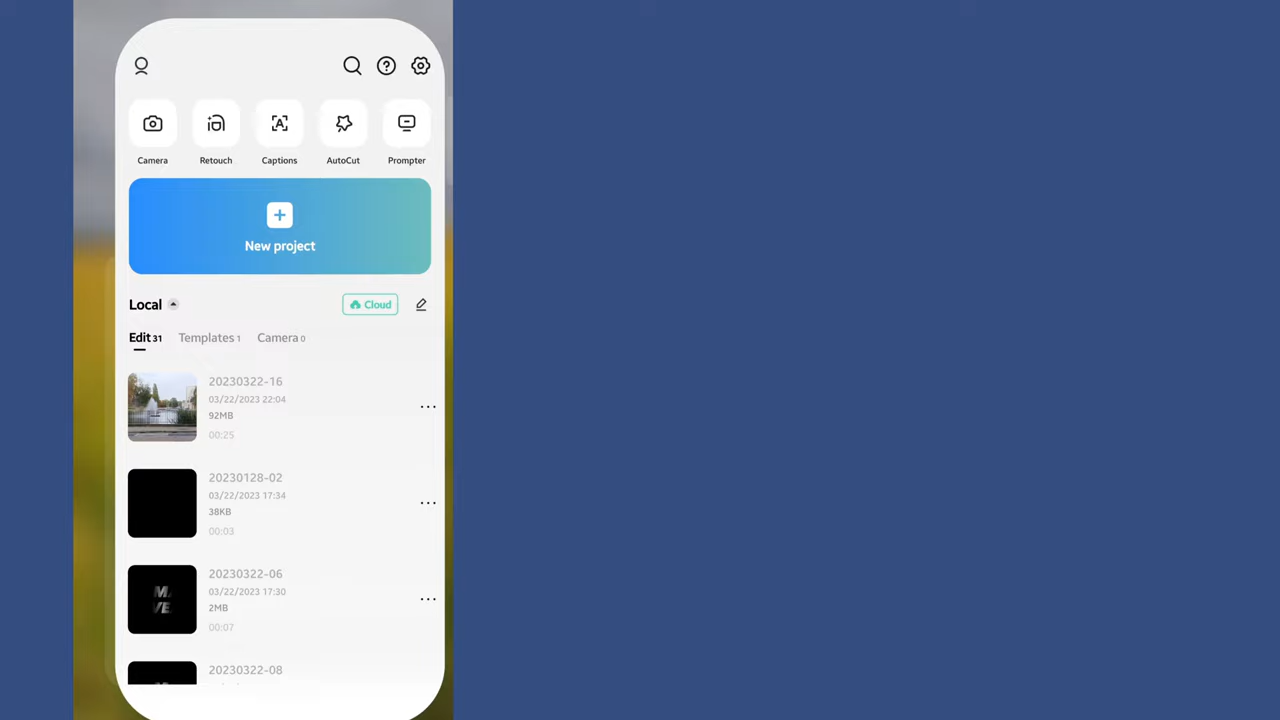 Camera Retouch Captions AutoCut Prompter
New project
Local Cloud
Edit 31 Templates 1 Camera 0
20230322-16
03/22/2023 22:04
92MB
00:25
20230128-02
03/22/2023 17:34
38KB
00:03
20230322-06
03/22/2023 17:30
2MB
00:07
20230322-08